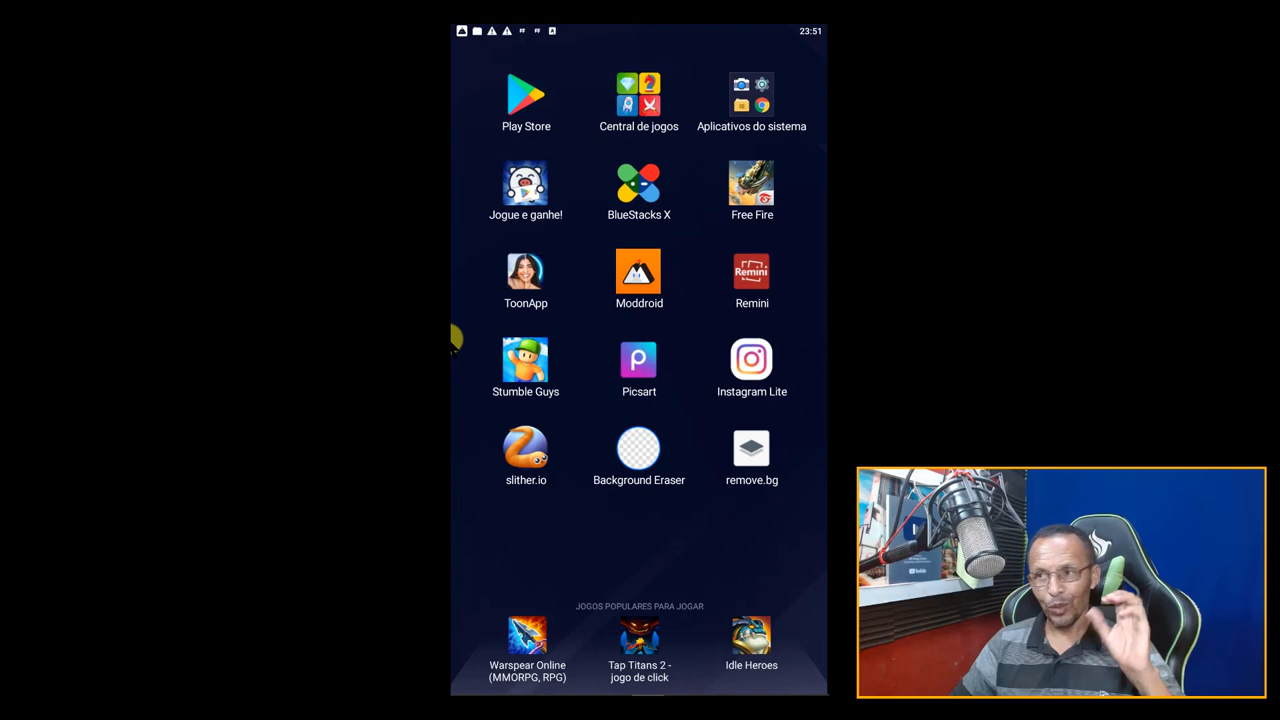 23:51
Play Store
Central de jogos
Aplicativos do sistema
Jogue e ganhe!
BlueStacks X
Free Fire
Remini
ToonApp
Moddroid
Remini
Stumble Guys
Picsart
Instagram Lite
slither.io
Background Eraser
remove.bg
JOGOS POPULARES PARA JOGAR
Warspear Online
(MMORPG, RPG)
Tap Titans 2 -
jogo de click
Idle Heroes